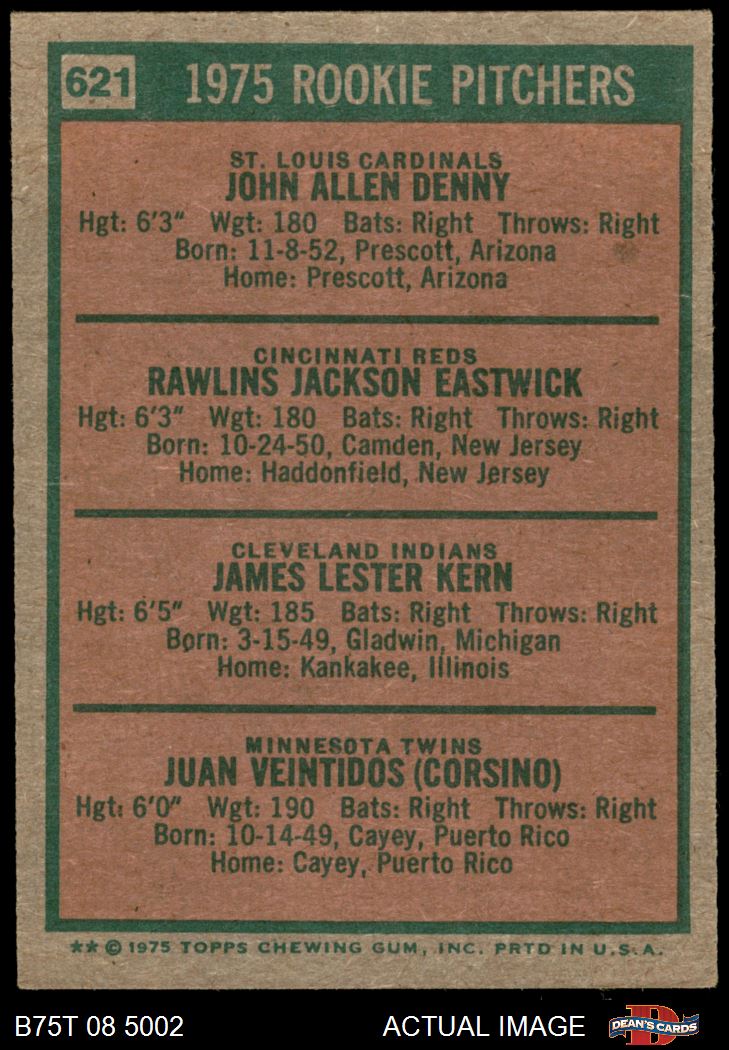 621 1975 ROOKIE PITCHERS
ST. LOUIS CARDINALS
JOHN ALLEN DENNY
Hgt: 6'3" Wgt: 180 Bats: Right Throws: Right
Born: 11-8-52, Prescott, Arizona
Home: Prescott, Arizona
CINCINNATI REDS
RAWLINS JACKSON EASTWICK
Hgt: 6'3" Wgt: 180 Bats: Right Throws: Right
Born: 10-24-50, Camden, New Jersey
Home: Haddonfield, New Jersey
CLEVELAND INDIANS
JAMES LESTER KERN
Hgt: 6'5" Wgt: 185 Bats: Right Throws: Right
Born: 3-15-49, Gladwin, Michigan
Home: Kankakee, Illinois
MINNESOTA TWINS
JUAN VEINTIDOS (CORSINO)
Hgt: 6'0" Wgt: 190 Bats: Right Throws: Right
Born: 10-14-49, Cayey, Puerto Rico
Home: Cayey, Puerto Rico
** © 1975 TOPPS CHEWING GUM, INC. PRTD IN U.S.A.
B75T 08 5002 ACTUAL IMAGE D DEAN'S CARDS